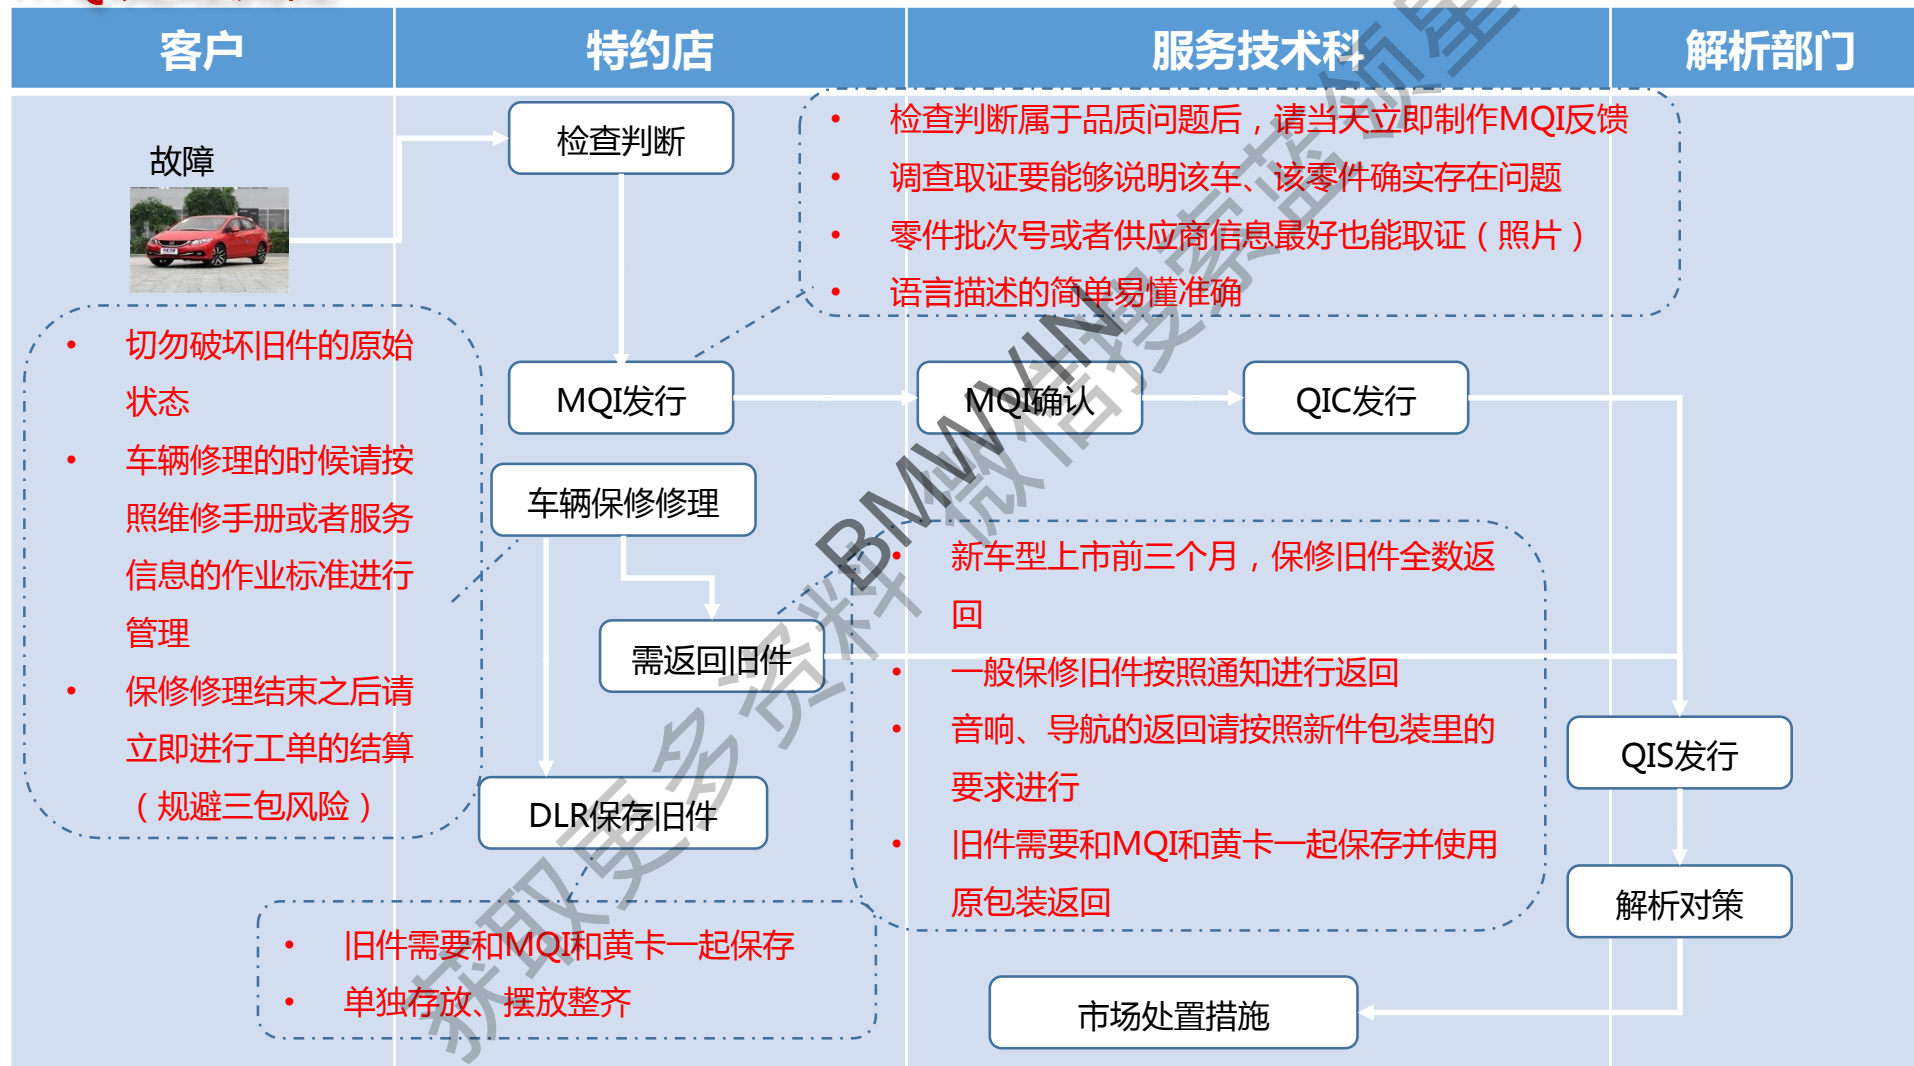 客户
特约店
服务技术科
解析部门
故障
检查判断
• 检查判断属于品质问题后，请当天立即制作MQI反馈
• 调查取证要能够说明该车、该零件确实存在问题
• 零件批次号或者供应商信息最好也能取证（照片）
• 语言描述的简单易懂准确
• 切勿破坏旧件的原始
状态
• 车辆修理的时候请按
照维修手册或者服务
信息的作业标准进行
管理
• 保修修理结束之后请
立即进行工单的结算
（规避三包风险）
MQI发行
MQI确认
QIC发行
车辆保修修理
需返回旧件
• 新车型上市前三个月，保修旧件全数返
回
• 一般保修旧件按照通知进行返回
• 音响、导航的返回请按照新件包装里的
要求进行
• 旧件需要和MQI和黄卡一起保存并使用
原包装返回
QIS发行
DLR保存旧件
解析对策
• 旧件需要和MQI和黄卡一起保存
• 单独存放、摆放整齐
市场处置措施
获取更多资料 微信搜索蓝领星
BMWVIN